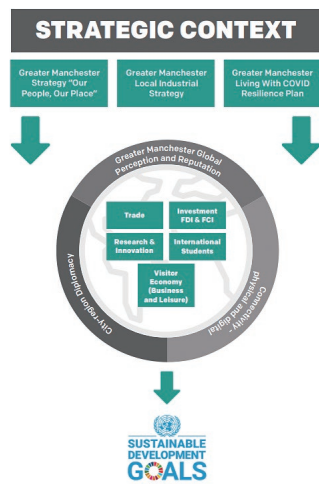 STRATEGIC CONTEXT
Greater Manchester
Strategy "Our
People, Our Place"
Greater Manchester
Local Industrial
Strategy
Greater Manchester
Living With COVID
Resilience Plan
Greater Manchester Global
Perception and Reputation
Trade
Investment
FDI & FCI
Research &
Innovation
International
Students
Visitor
Economy
(Business
and Leisure)
City-region Diplomacy
Connectivity -
physical and digital
SUSTAINABLE
DEVELOPMENT
GOALS